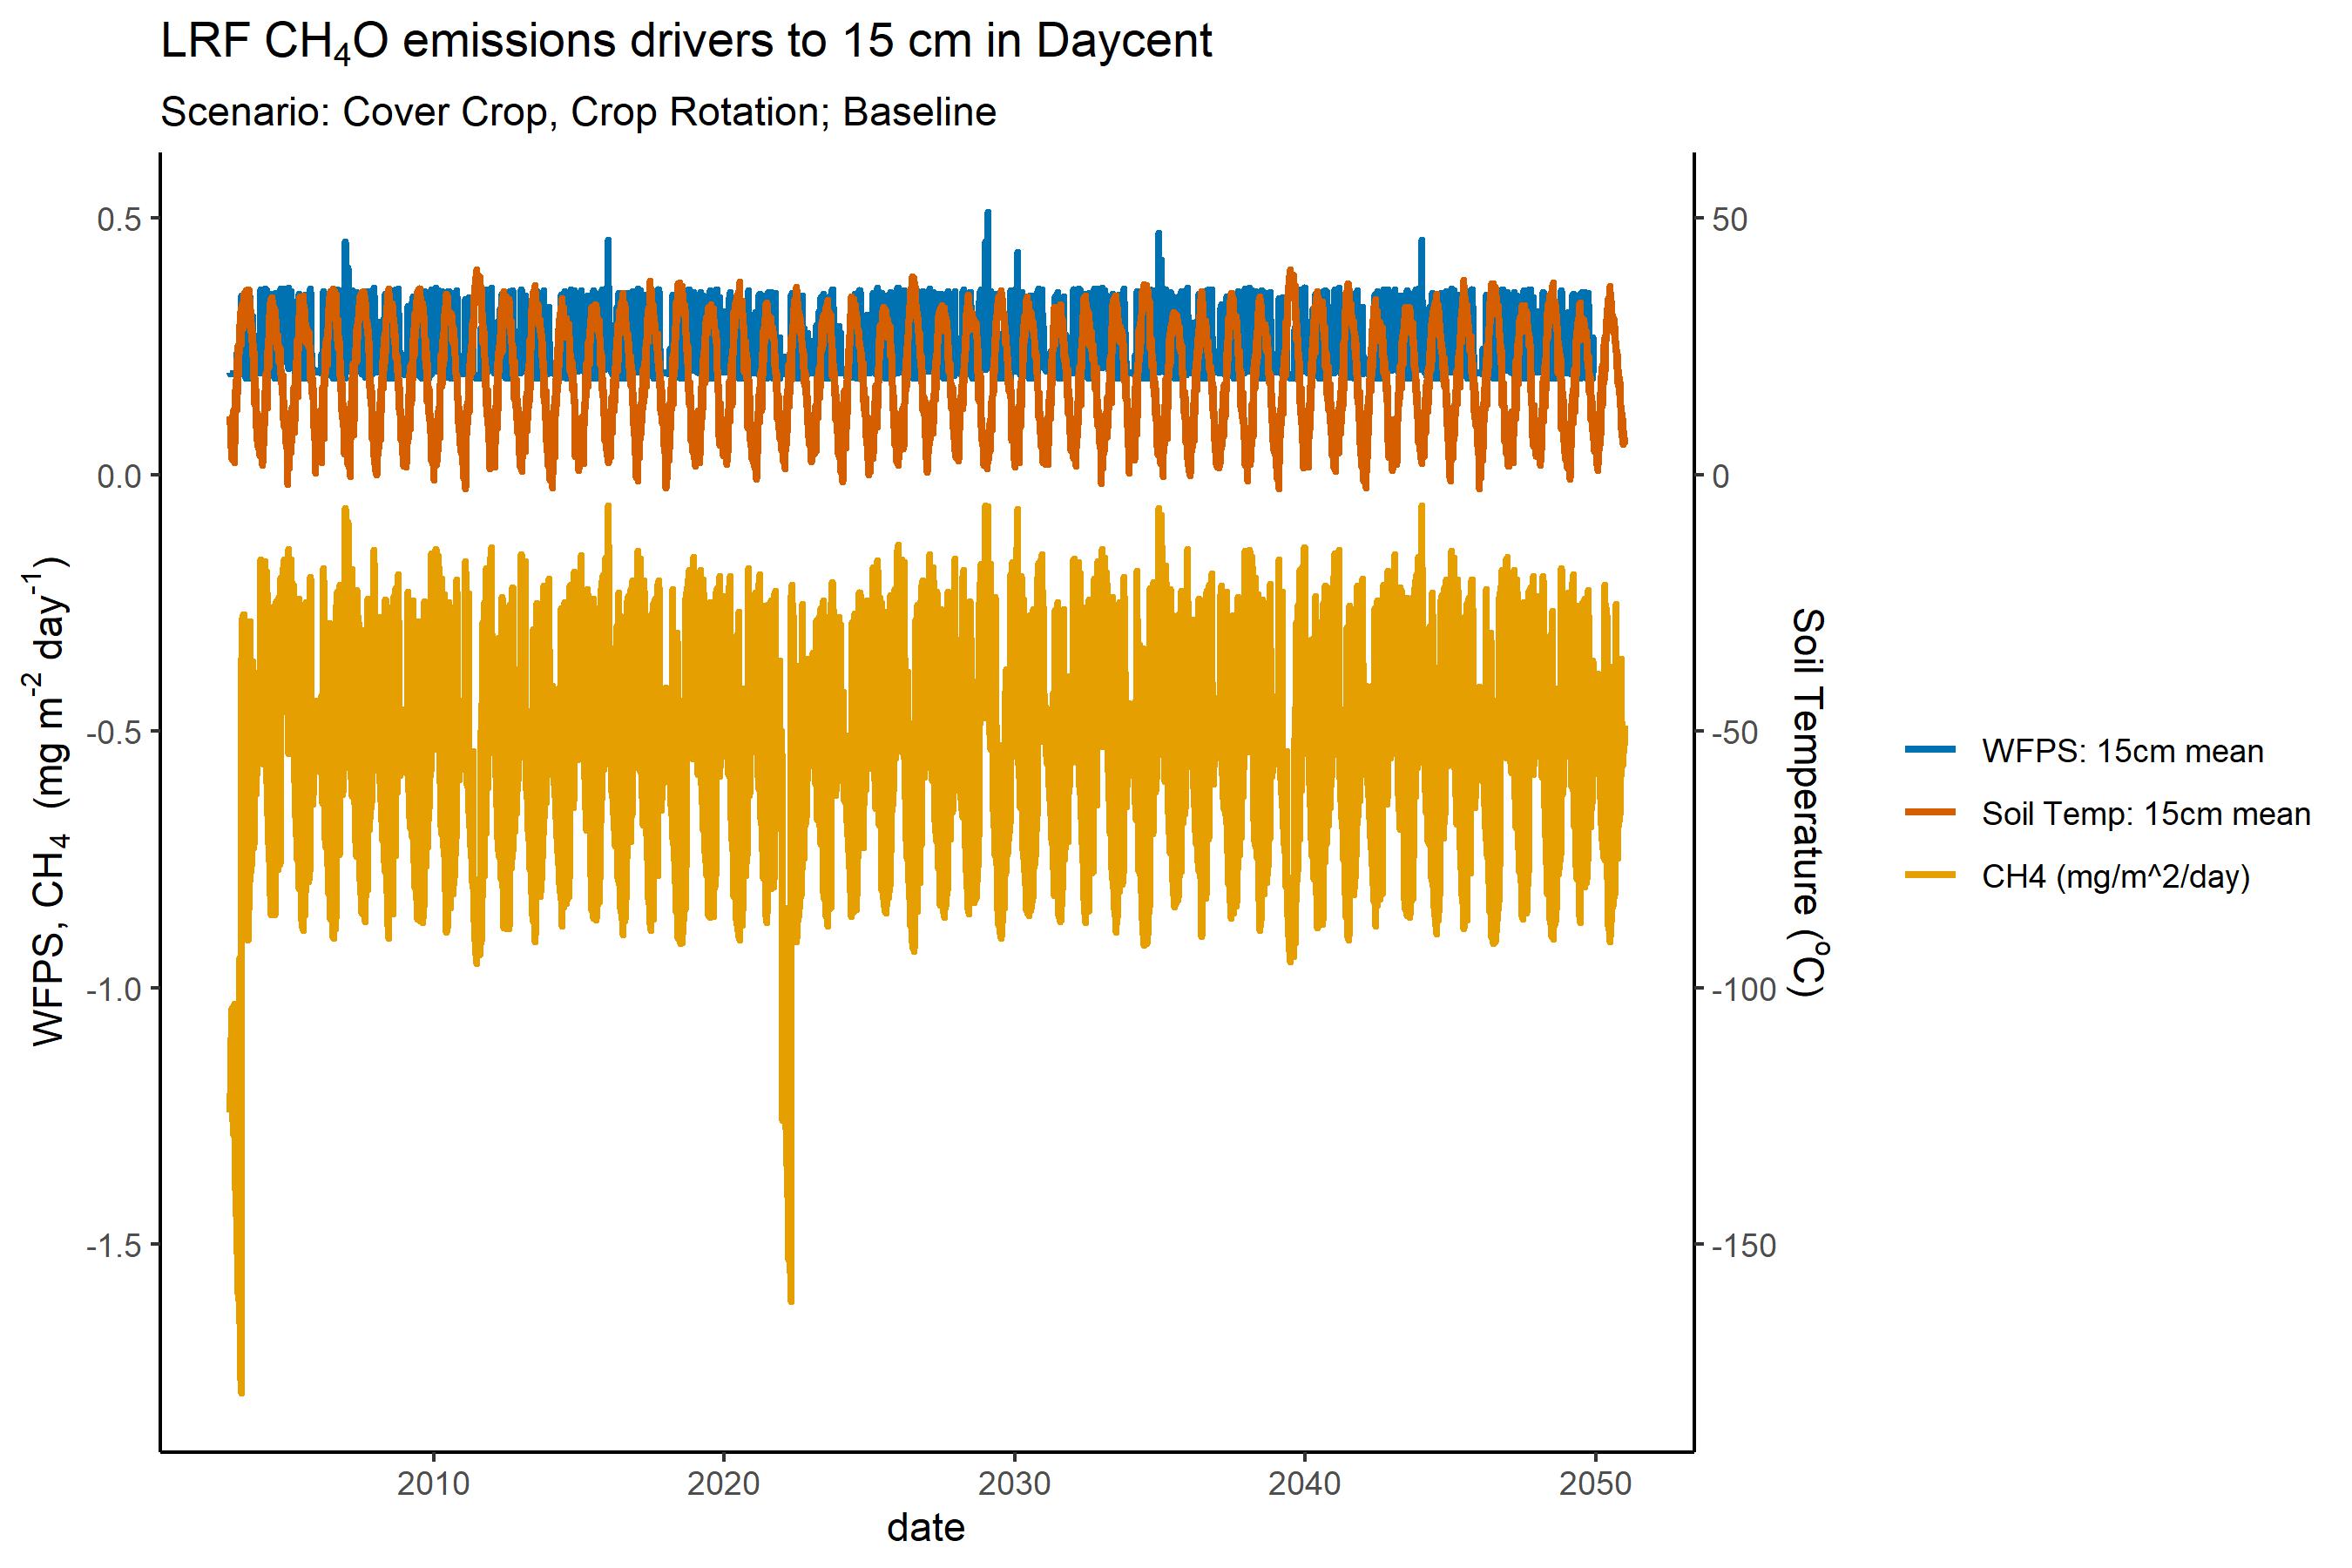 LRF CH₄O emissions drivers to 15 cm in Daycent
Scenario: Cover Crop, Crop Rotation; Baseline
WFPS, CH₄ (mg m⁻² day⁻¹)
0.5
0.0
-0.5
-1.0
-1.5
50
0
-50
-100
-150
Soil Temperature (ᵒC)
2010
2020
2030
2040
2050
date
WFPS: 15cm mean
Soil Temp: 15cm mean
CH4 (mg/m^2/day)